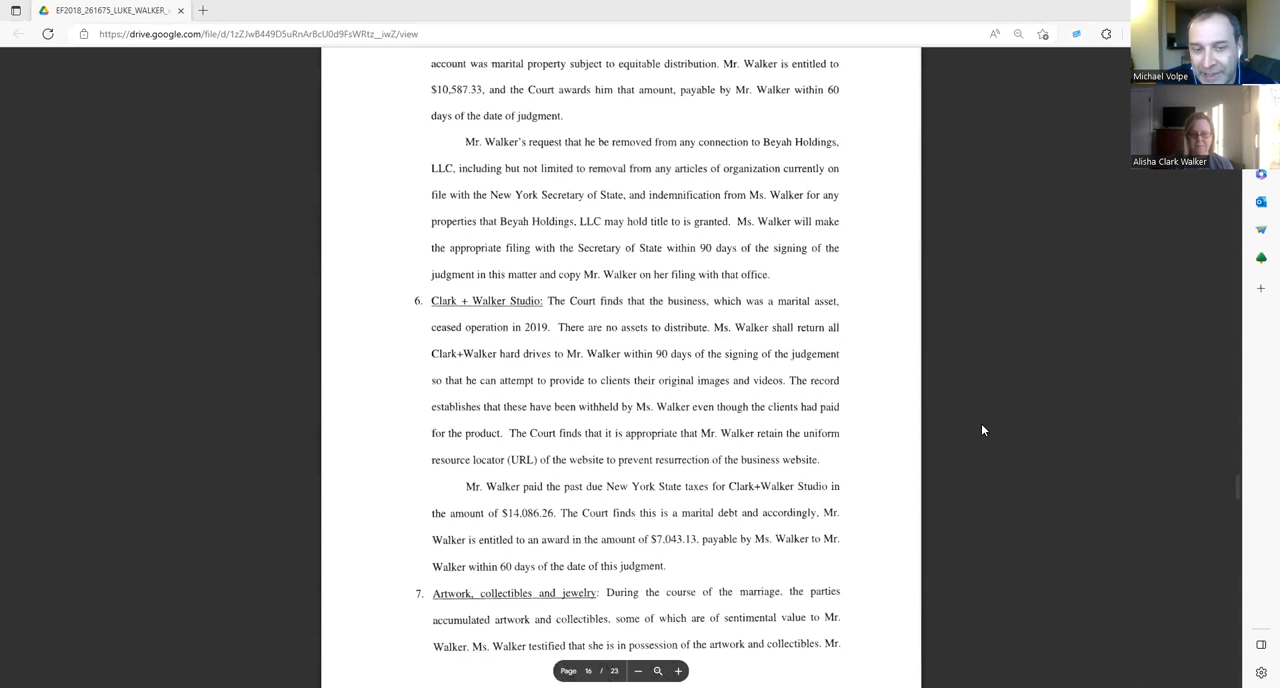 EF2018_261675_LUKE_WALKER_
https://drive.google.com/file/d/1zZJwB449D5uRnArBcU0d9FsWRtz__iwZ/view
Michael Volpe
Alisha Clark Walker
account was marital property subject to equitable distribution. Mr. Walker is entitled to
$10,587.33, and the Court awards him that amount, payable by Mr. Walker within 60
days of the date of judgment.
Mr. Walker's request that he be removed from any connection to Beyah Holdings,
LLC, including but not limited to removal from any articles of organization currently on
file with the New York Secretary of State, and indemnification from Ms. Walker for any
properties that Beyah Holdings, LLC may hold title to is granted. Ms. Walker will make
the appropriate filing with the Secretary of State within 90 days of the signing of the
judgment in this matter and copy Mr. Walker on her filing with that office.
6. Clark + Walker Studio: The Court finds that the business, which was a marital asset,
ceased operation in 2019. There are no assets to distribute. Ms. Walker shall return all
Clark+Walker hard drives to Mr. Walker within 90 days of the signing of the judgement
so that he can attempt to provide to clients their original images and videos. The record
establishes that these have been withheld by Ms. Walker even though the clients had paid
for the product. The Court finds that it is appropriate that Mr. Walker retain the uniform
resource locator (URL) of the website to prevent resurrection of the business website.
Mr. Walker paid the past due New York State taxes for Clark+Walker Studio in
the amount of $14,086.26. The Court finds this is a marital debt and accordingly, Mr.
Walker is entitled to an award in the amount of $7,043.13, payable by Ms. Walker to Mr.
Walker within 60 days of the date of this judgment.
7. Artwork, collectibles and jewelry: During the course of the marriage, the parties
accumulated artwork and collectibles, some of which are of sentimental value to Mr.
Walker. Ms. Walker testified that she is in possession of the artwork and collectibles. Mr.
Page 16 / 23